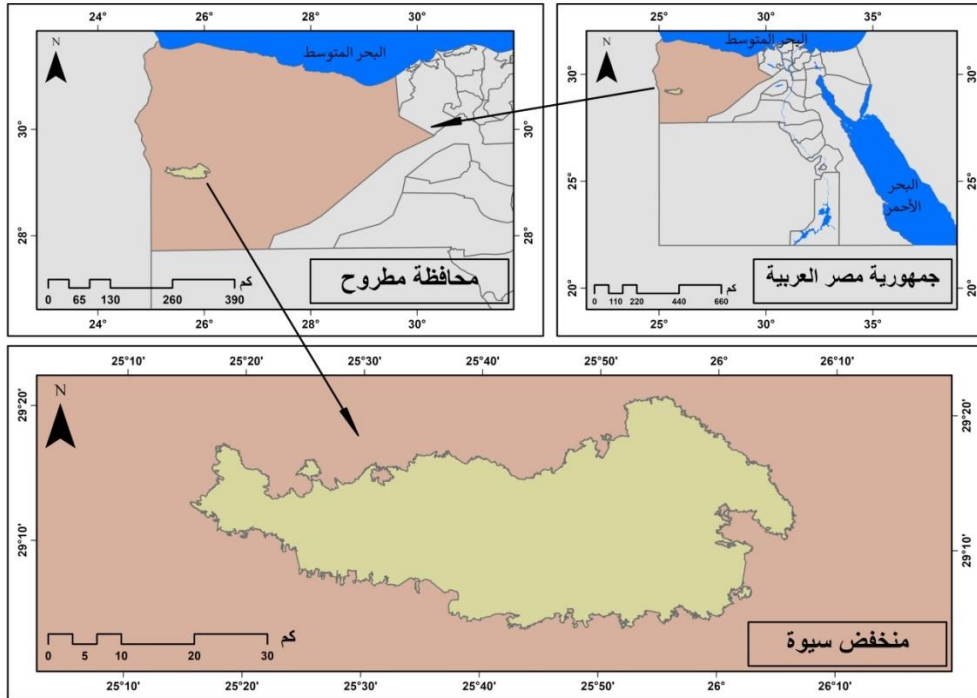 24° 26° 28° 30°
N
البحر المتوسط
30° 30°
28° 28°
كم
0 65 130 260 390
محافظة مطروح
24° 26° 28° 30°
25° 30° 35°
N
البحر المتوسط
30° 30°
25° 25°
البحر
الأحمر
20° 20°
كم
0 110 220 440 660
جمهورية مصر العربية
25° 30° 35°
25°10' 25°20' 25°30' 25°40' 25°50' 26° 26°10'
29°20' 29°20'
N
29°10' 29°10'
كم
0 5 10 20 30
منخفض سيوة
25°10' 25°20' 25°30' 25°40' 25°50' 26° 26°10'